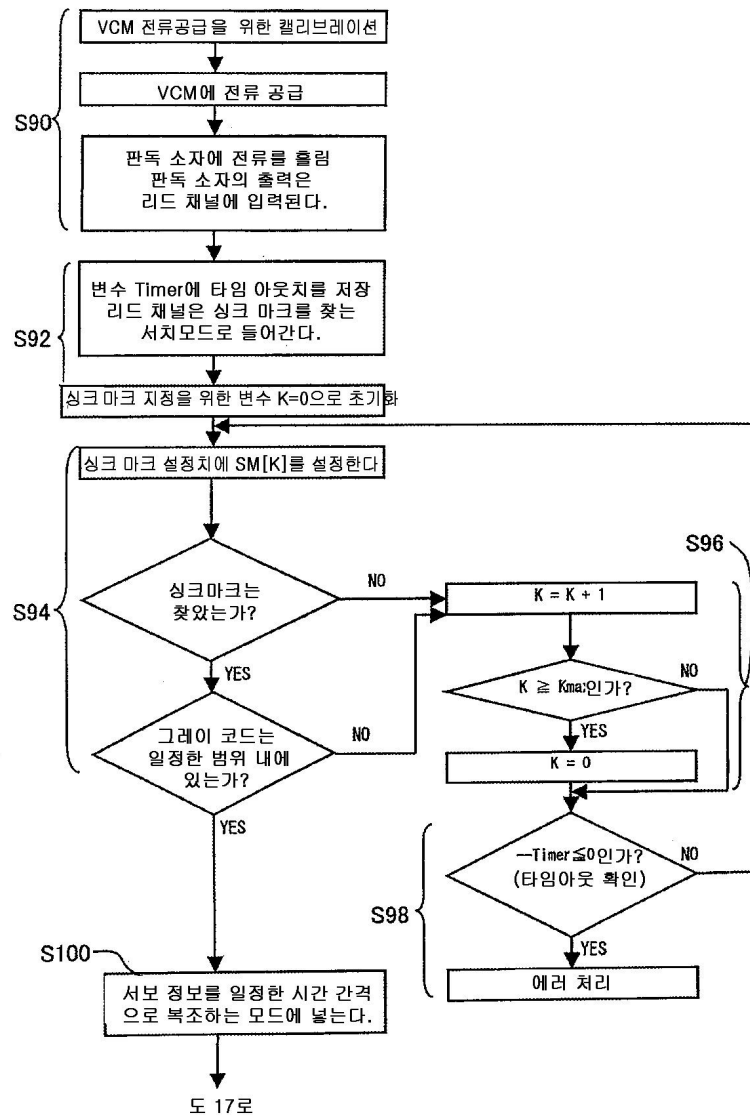 VCM 전류공급을 위한 캘리브레이션
VCM에 전류 공급
S90
판독 소자에 전류를 흘림
판독 소자의 출력은
리드 채널에 입력된다.
변수 Timer에 타임 아웃치를 저장
리드 채널은 싱크 마크를 찾는
서치모드로 들어간다.
S92
싱크 마크 지정을 위한 변수 K=0으로 초기화
싱크 마크 설정치에 SM[K]를 설정한다
S94
싱크마크는
찾았는가?
NO
YES
그레이 코드는
일정한 범위 내에
있는가?
NO
YES
S96
K = K + 1
K ≧ Kma:인가?
NO
YES
K = 0
--Timer≦0인가?
(타임아웃 확인)
NO
S98
YES
에러 처리
S100
서보 정보를 일정한 시간 간격
으로 복조하는 모드에 넣는다.
도 17로